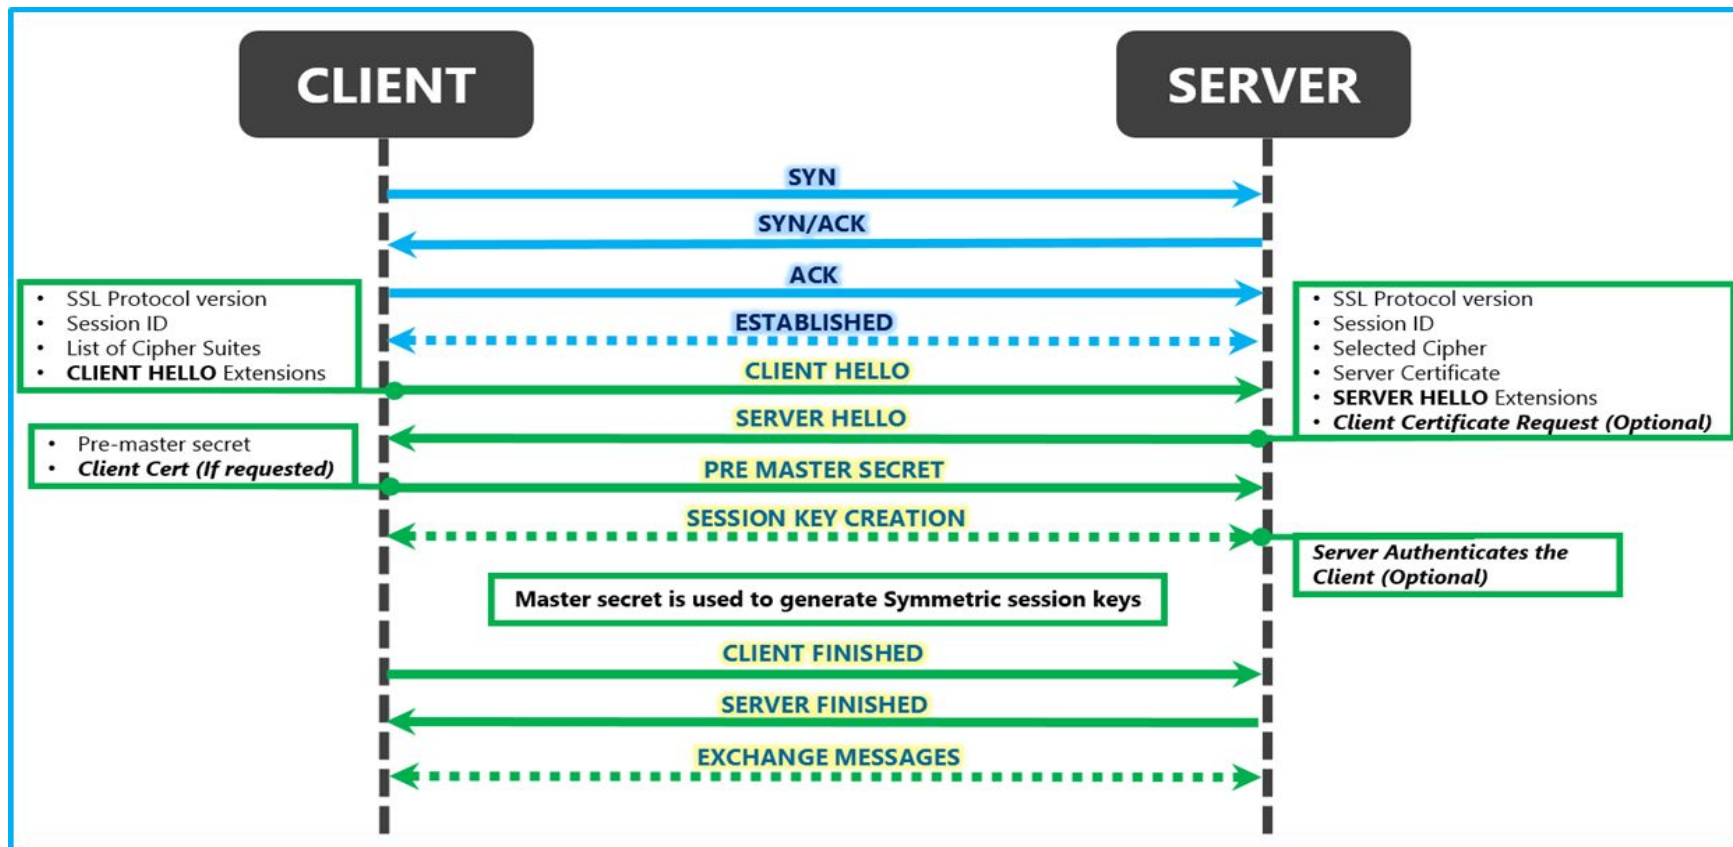 CLIENT
SERVER
SYN
SYN/ACK
ACK
ESTABLISHED
• SSL Protocol version
• Session ID
• List of Cipher Suites
• CLIENT HELLO Extensions
• SSL Protocol version
• Session ID
• Selected Cipher
• Server Certificate
• SERVER HELLO Extensions
• Client Certificate Request (Optional)
CLIENT HELLO
SERVER HELLO
• Pre-master secret
• Client Cert (If requested)
PRE MASTER SECRET
SESSION KEY CREATION
Server Authenticates the
Client (Optional)
Master secret is used to generate Symmetric session keys
CLIENT FINISHED
SERVER FINISHED
EXCHANGE MESSAGES